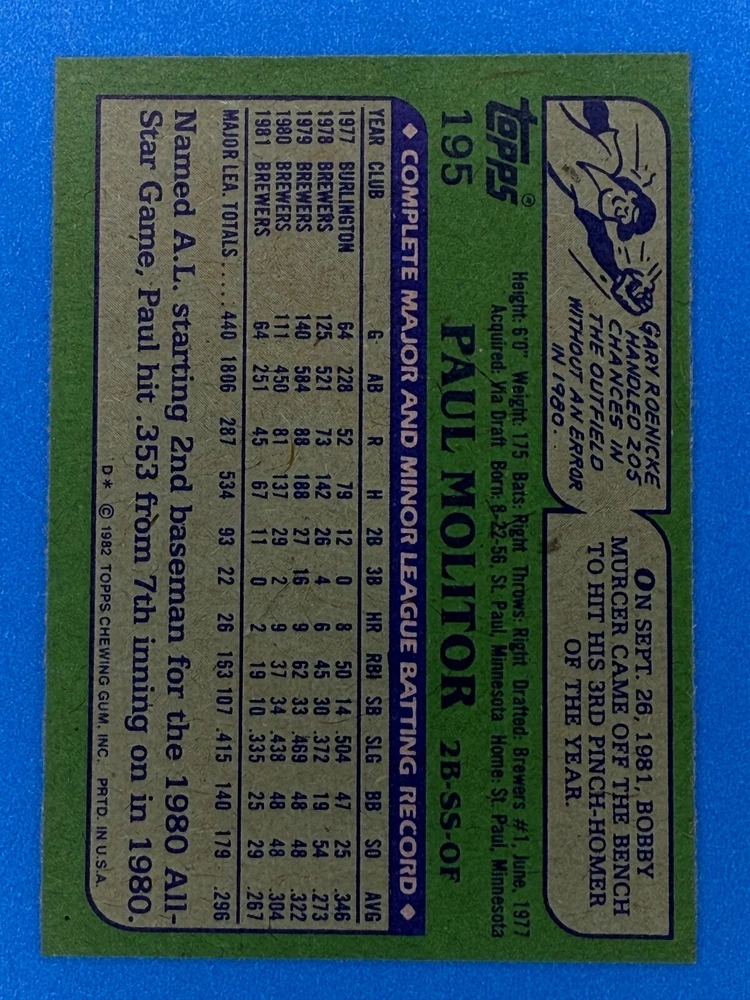 GARY ROENICKE
HANDLED 205
CHANCES IN
THE OUTFIELD
WITHOUT AN ERROR
IN 1980.
ON SEPT. 26, 1981, BOBBY
MURCER CAME OFF THE BENCH
TO HIT HIS 3RD PINCH-HOMER
OF THE YEAR.
topps®
195
Height: 6'0" Weight: 175 Bats: Right Throws: Right Drafted: Brewers #1, June, 1977
Acquired: Via Draft Born: 8-22-56, St. Paul, Minnesota Home: St. Paul, Minnesota
PAUL MOLITOR 2B-SS-OF
◆ COMPLETE MAJOR AND MINOR LEAGUE BATTING RECORD ◆
YEAR CLUB G AB R H 2B 3B HR RBI SB SLG BB SO AVG
1977 BURLINGTON 64 228 52 79 12 0 8 50 14 .504 47 25 .346
1978 BREWERS 125 521 73 142 26 4 6 45 30 .372 19 54 .273
1979 BREWERS 140 584 88 188 27 16 9 62 33 .469 48 48 .322
1980 BREWERS 111 450 81 137 29 2 9 37 34 .438 48 48 .304
1981 BREWERS 64 251 45 67 11 0 2 19 10 .335 25 29 .267
MAJOR LEA. TOTALS ..... 440 1806 287 534 93 22 26 163 107 .415 140 179 .296
Named A.L. starting 2nd baseman for the 1980 All-
Star Game, Paul hit .353 from 7th inning on in 1980.
D* © 1982 TOPPS CHEWING GUM, INC. PRTD. IN U.S.A.